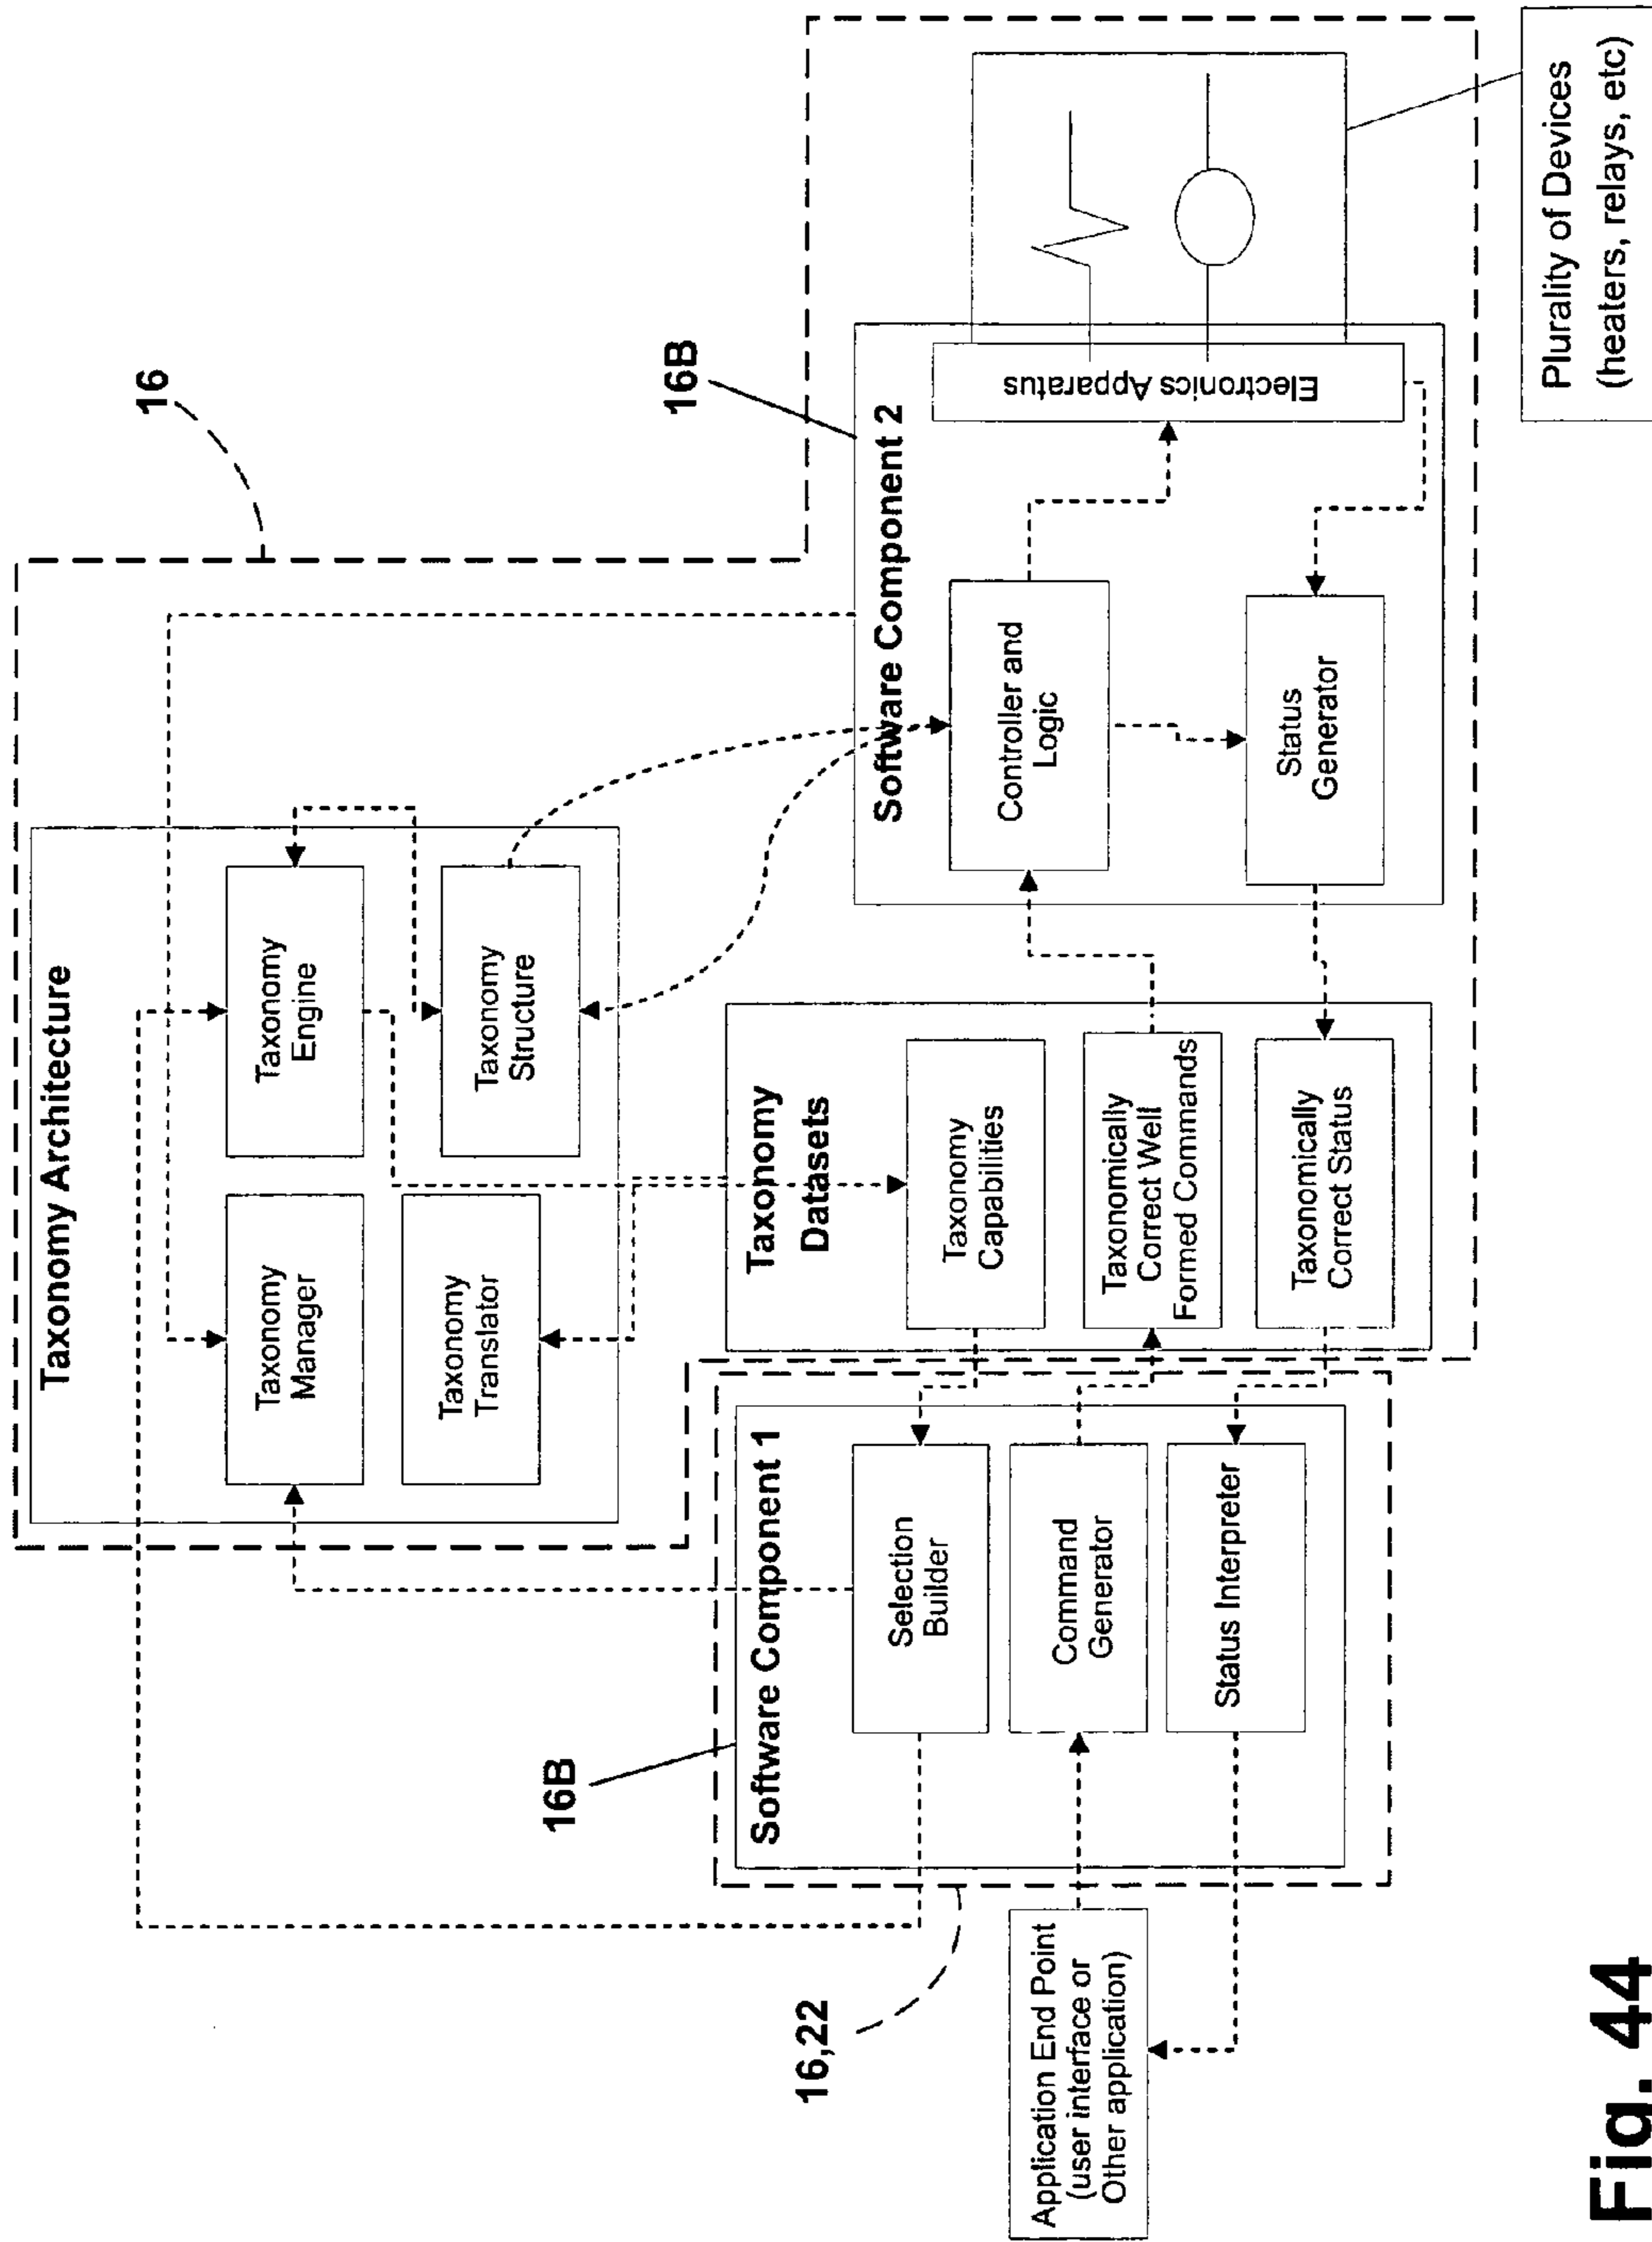 16
Taxonomy Architecture
Taxonomy
Manager
Taxonomy
Engine
Taxonomy
Translator
Taxonomy
Structure
16B
16B
16,22
Software Component 1
Selection
Builder
Command
Generator
Status Interpreter
Application End Point
(user interface or
Other application)
Taxonomy
Datasets
Taxonomy
Capabilities
Taxonomically
Correct Well
Formed Commands
Taxonomically
Correct Status
Software Component 2
Controller and
Logic
Status
Generator
Electronics Apparatus
Plurality of Devices
(heaters, relays, etc)
Fig. 44